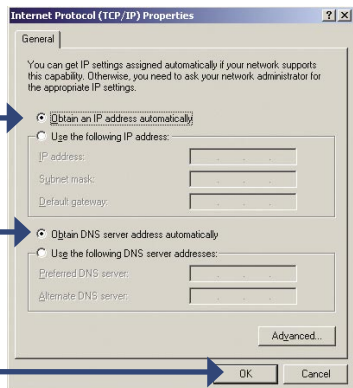 Internet Protocol (TCP/IP) Properties
General
You can get IP settings assigned automatically if your network supports
this capability. Otherwise, you need to ask your network administrator for
the appropriate IP settings.
Obtain an IP address automatically
Use the following IP address:
IP address:
Subnet mask:
Default gateway:
Obtain DNS server address automatically
Use the following DNS server addresses:
Preferred DNS server:
Alternate DNS server:
Advanced...
OK Cancel